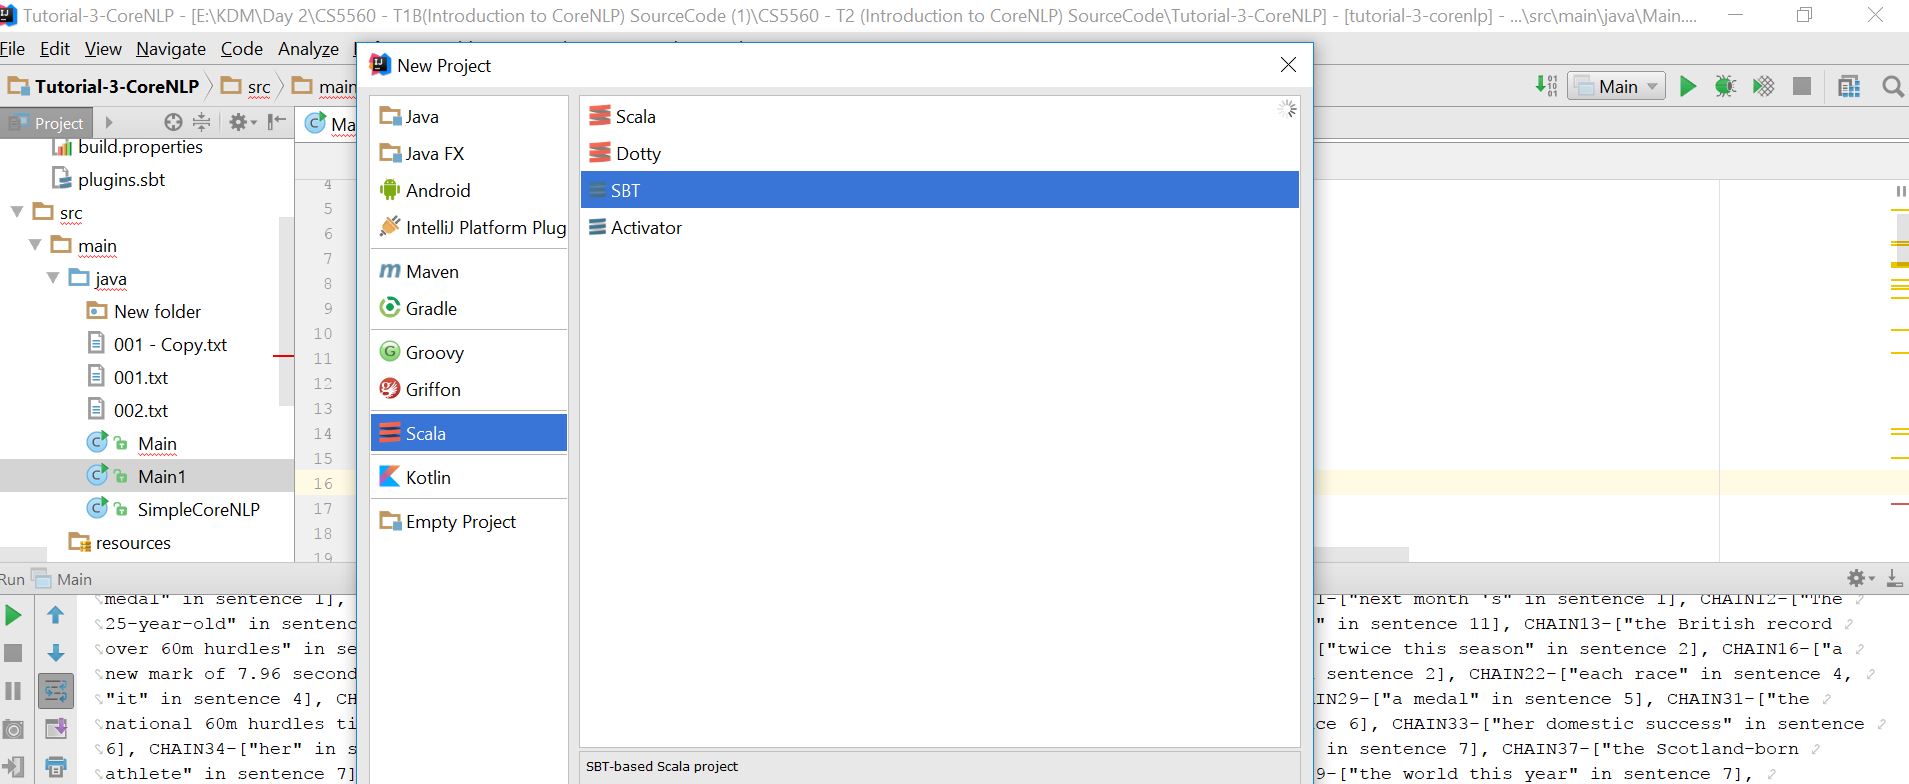 Tutorial-3-CoreNLP - [E:\KDM\Day 2\CS5560 - T1B(Introduction to CoreNLP) SourceCode (1)\CS5560 - T2 (Introduction to CoreNLP) SourceCode\Tutorial-3-CoreNLP] - [tutorial-3-corenlp] - ...\src\main\java\Main....
File Edit View Navigate Code Analyze
New Project
Tutorial-3-CoreNLP src main
Main
Project
Ma
build.properties
plugins.sbt
src
main
java
New folder
001 - Copy.txt
001.txt
002.txt
Main
Main1
SimpleCoreNLP
resources
4
5
6
7
8
9
10
11
12
13
14
15
16
17
18
19
Java
Java FX
Android
IntelliJ Platform Plug
Maven
Gradle
Groovy
Griffon
Scala
Kotlin
Empty Project
Scala
Dotty
SBT
Activator
SBT-based Scala project
Run Main
medal" in sentence 1], 1-["next month 's" in sentence 1], CHAIN12-["The
25-year-old" in sentenc " in sentence 11], CHAIN13-["the British record
over 60m hurdles" in se ["twice this season" in sentence 2], CHAIN16-["a
new mark of 7.96 second sentence 2], CHAIN22-["each race" in sentence 4,
"it" in sentence 4], CH IN29-["a medal" in sentence 5], CHAIN31-["the
national 60m hurdles ti ce 6], CHAIN33-["her domestic success" in sentence
6], CHAIN34-["her" in s in sentence 7], CHAIN37-["the Scotland-born
athlete" in sentence 7] 9-["the world this year" in sentence 7],